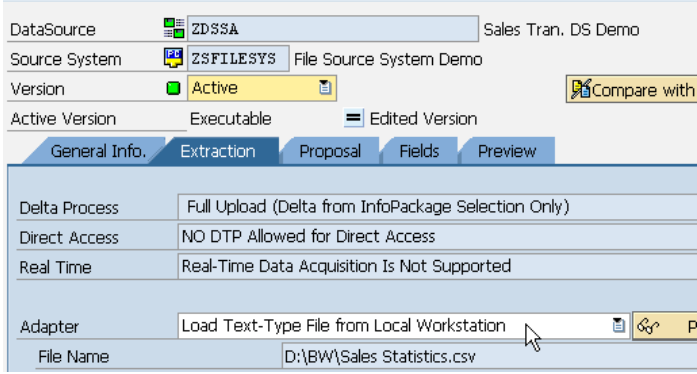 DataSource ZDSSA Sales Tran. DS Demo
Source System ZSFILESYS File Source System Demo
Version Active Compare with
Active Version Executable = Edited Version
General Info. Extraction Proposal Fields Preview
Delta Process Full Upload (Delta from InfoPackage Selection Only)
Direct Access NO DTP Allowed for Direct Access
Real Time Real-Time Data Acquisition Is Not Supported
Adapter Load Text-Type File from Local Workstation P
File Name D:\BW\Sales Statistics.csv